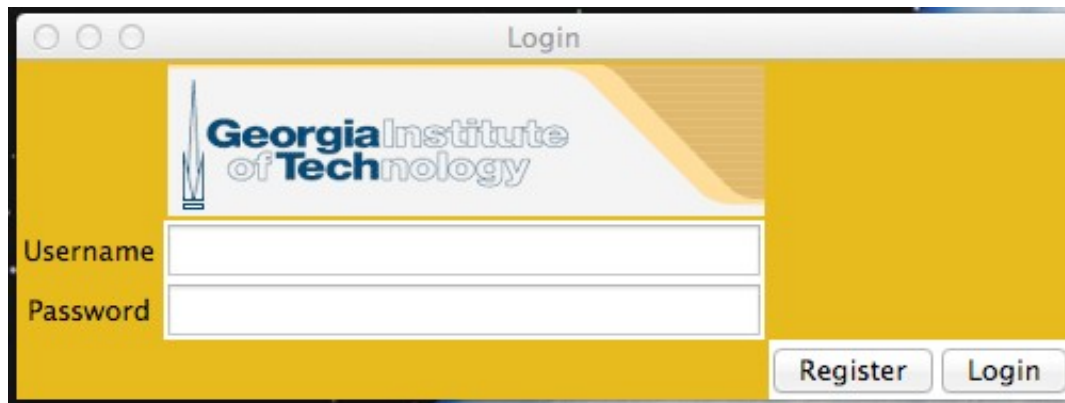 Login
Georgia Institute
of Technology
Username
Password
Register Login